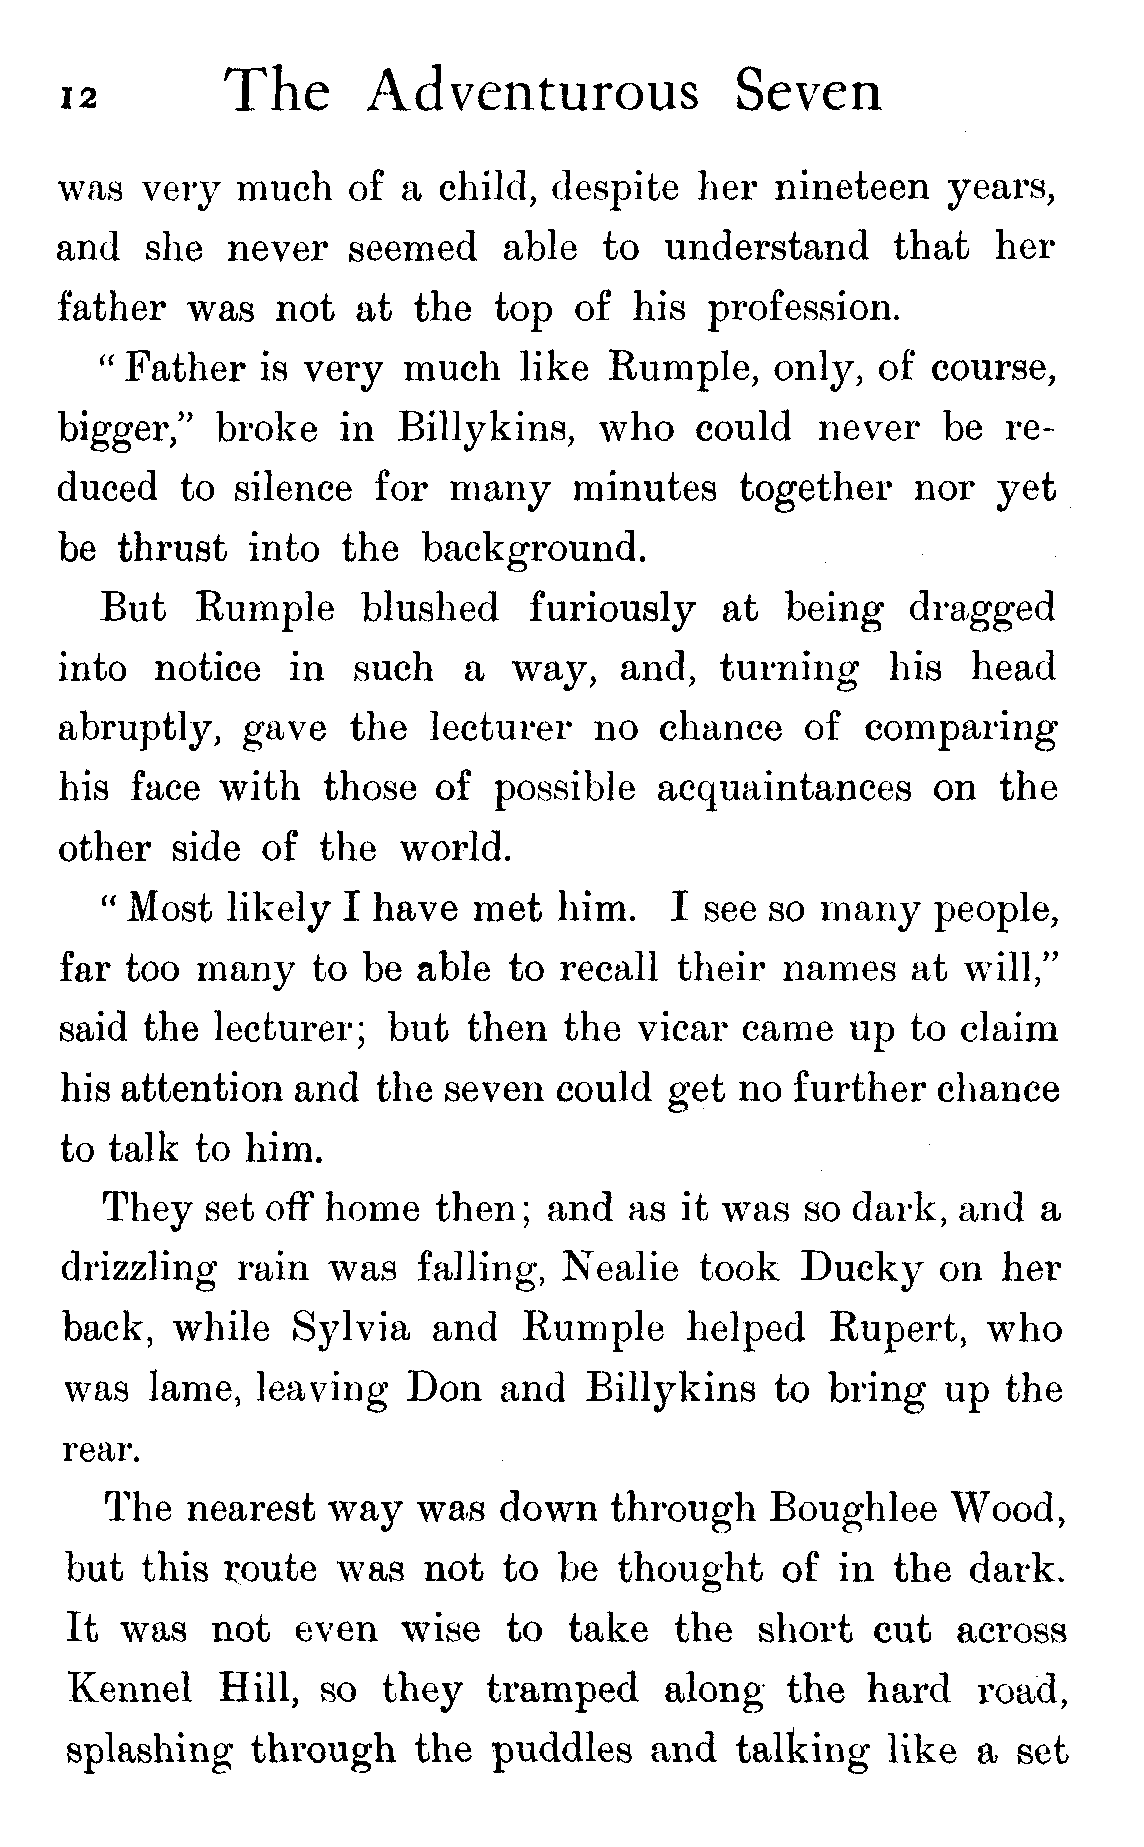 12 The Adventurous Seven
was very much of a child, despite her nineteen years,
and she never seemed able to understand that her
father was not at the top of his profession.
“Father is very much like Rumple, only, of course,
bigger,” broke in Billykins, who could never be re-
duced to silence for many minutes together nor yet
be thrust into the background.
But Rumple blushed furiously at being dragged
into notice in such a way, and, turning his head
abruptly, gave the lecturer no chance of comparing
his face with those of possible acquaintances on the
other side of the world.
“Most likely I have met him. I see so many people,
far too many to be able to recall their names at will,”
said the lecturer; but then the vicar came up to claim
his attention and the seven could get no further chance
to talk to him.
They set off home then; and as it was so dark, and a
drizzling rain was falling, Nealie took Ducky on her
back, while Sylvia and Rumple helped Rupert, who
was lame, leaving Don and Billykins to bring up the
rear.
The nearest way was down through Boughlee Wood,
but this route was not to be thought of in the dark.
It was not even wise to take the short cut across
Kennel Hill, so they tramped along the hard road,
splashing through the puddles and talking like a set